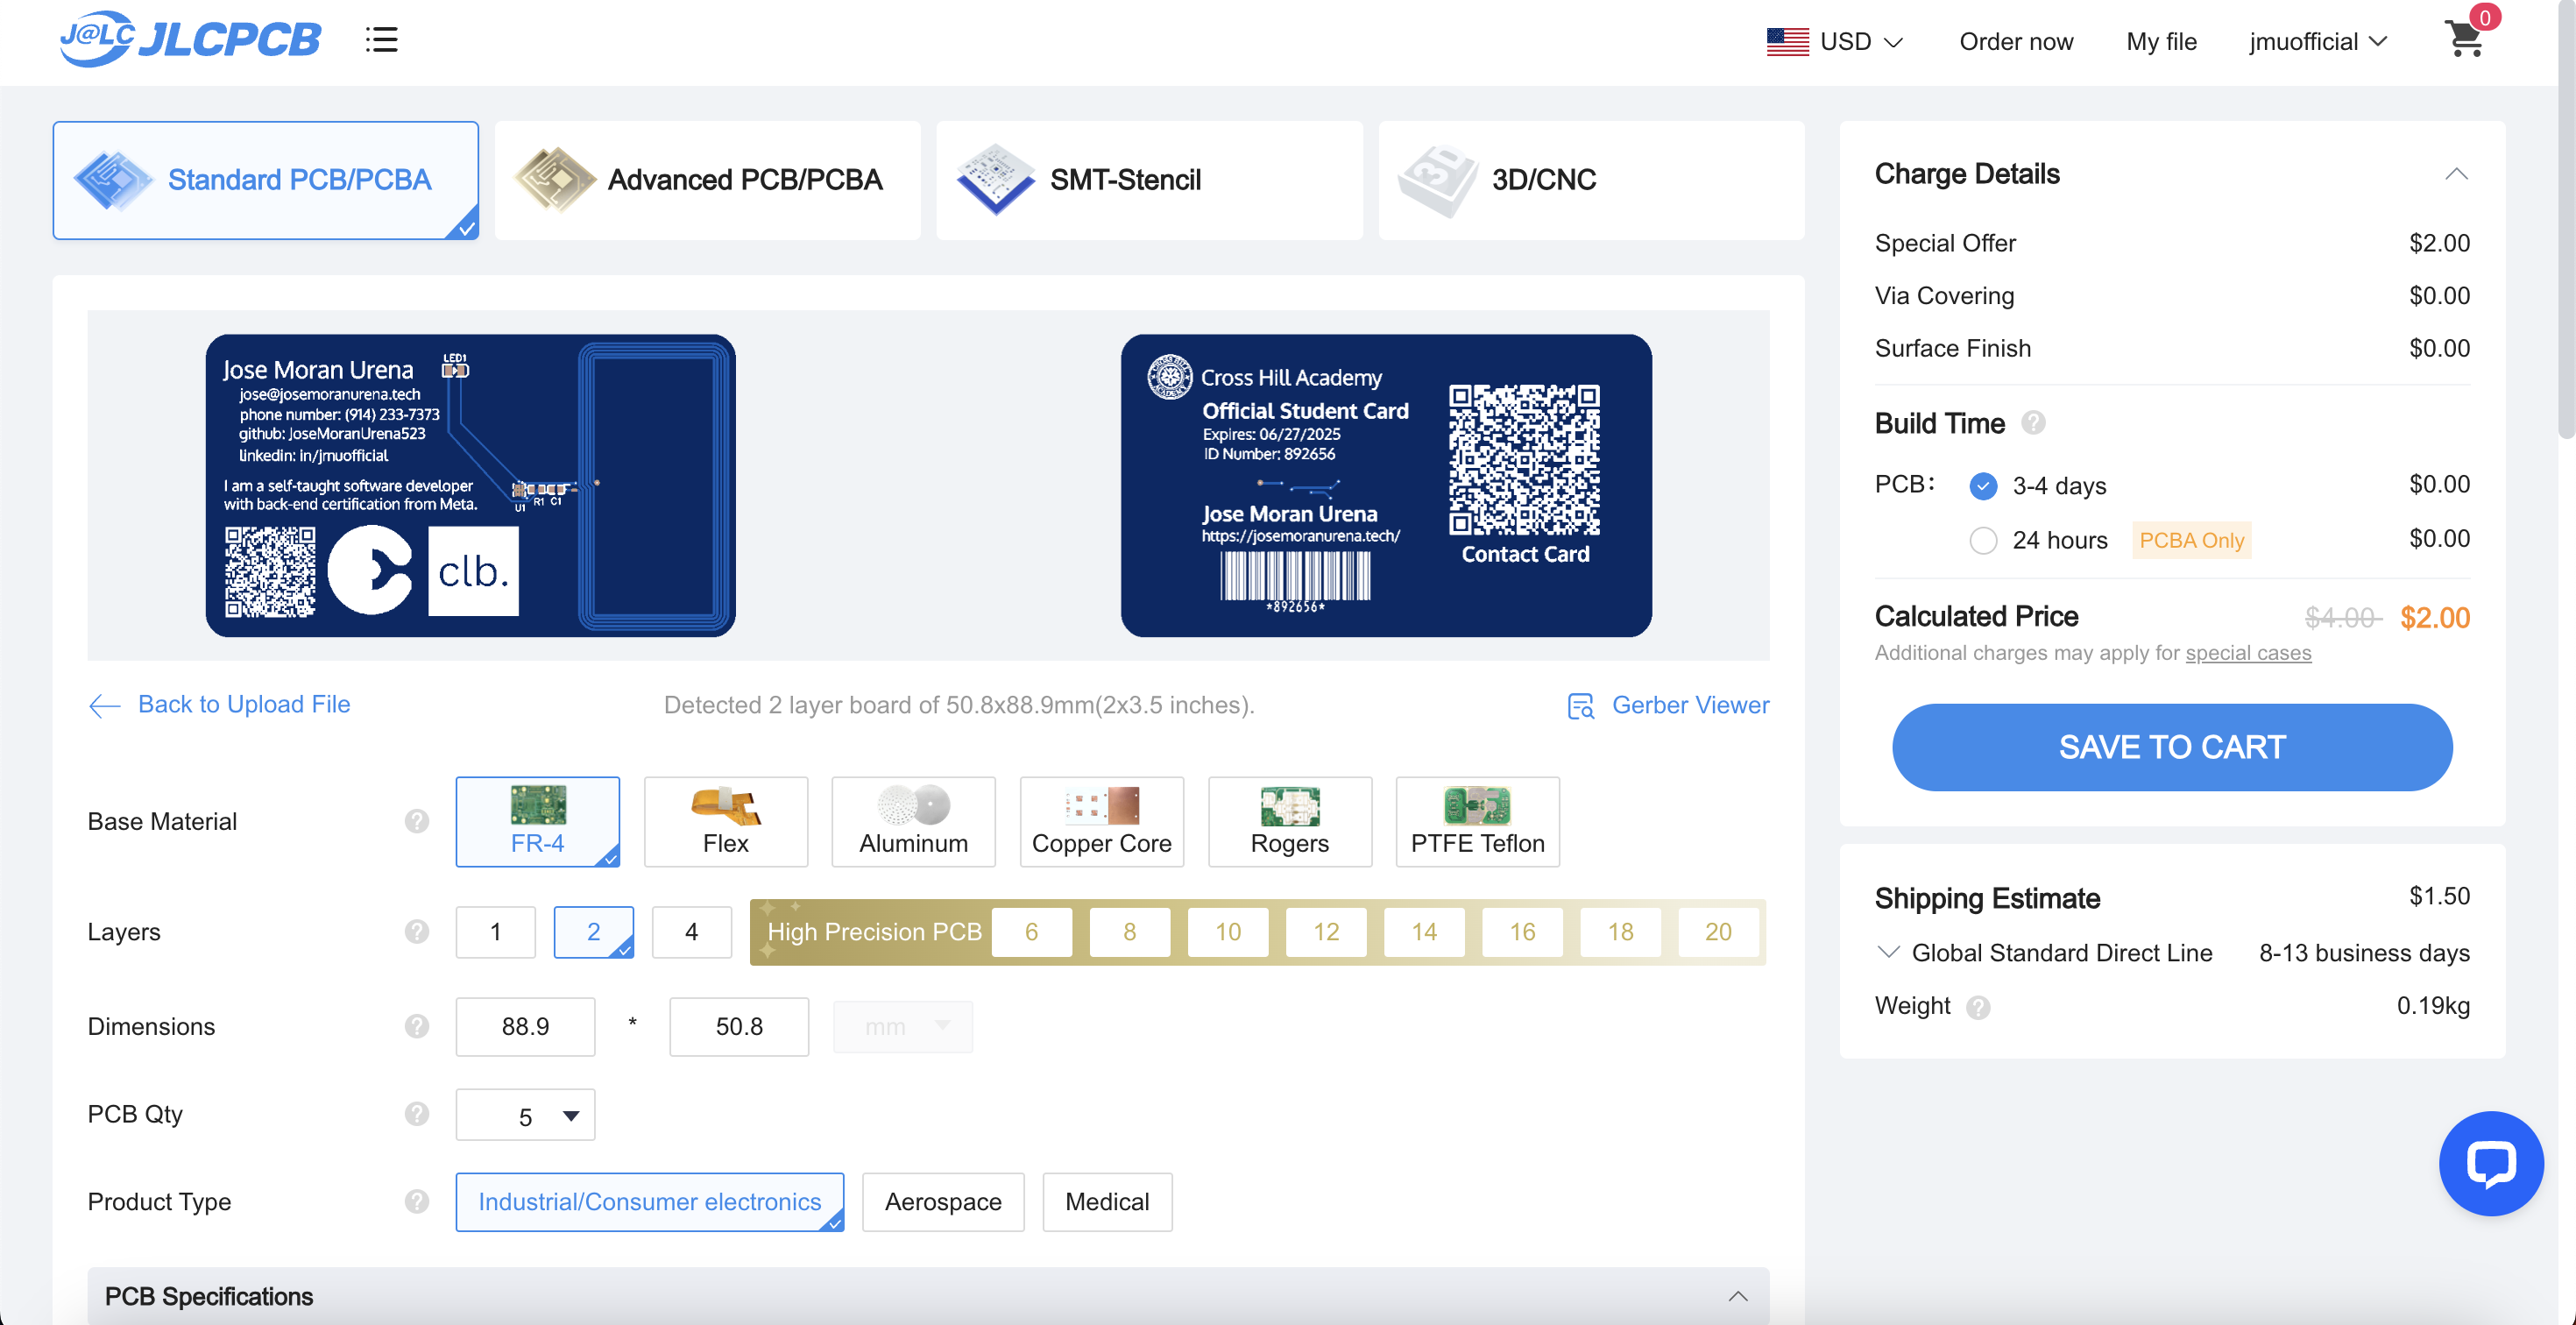 J@LC JLCPCB
USD
Order now
My file
jmuofficial
0
Standard PCB/PCBA
Advanced PCB/PCBA
SMT-Stencil
3D
3D/CNC
Jose Moran Urena
LED1
jose@josemoranurena.tech
phone number: (914) 233-7373
github: JoseMoranUrena523
linkedin: in/jmuofficial
I am a self-taught software developer
with back-end certification from Meta.
U1
R1
C1
clb.
Cross Hill Academy
Official Student Card
Expires: 06/27/2025
ID Number: 892656
Jose Moran Urena
https://josemoranurena.tech/
*892656*
Contact Card
Back to Upload File
Detected 2 layer board of 50.8x88.9mm(2x3.5 inches).
Gerber Viewer
Base Material
?
FR-4
Flex
Aluminum
Copper Core
Rogers
PTFE Teflon
Layers
?
1
2
4
High Precision PCB
6
8
10
12
14
16
18
20
Dimensions
?
88.9
*
50.8
mm
PCB Qty
?
5
Product Type
?
Industrial/Consumer electronics
Aerospace
Medical
PCB Specifications
Charge Details
Special Offer $2.00
Via Covering $0.00
Surface Finish $0.00
Build Time ?
PCB: 3-4 days $0.00
24 hours PCBA Only $0.00
Calculated Price $4.00 $2.00
Additional charges may apply for special cases
SAVE TO CART
Shipping Estimate $1.50
Global Standard Direct Line 8-13 business days
Weight ? 0.19kg